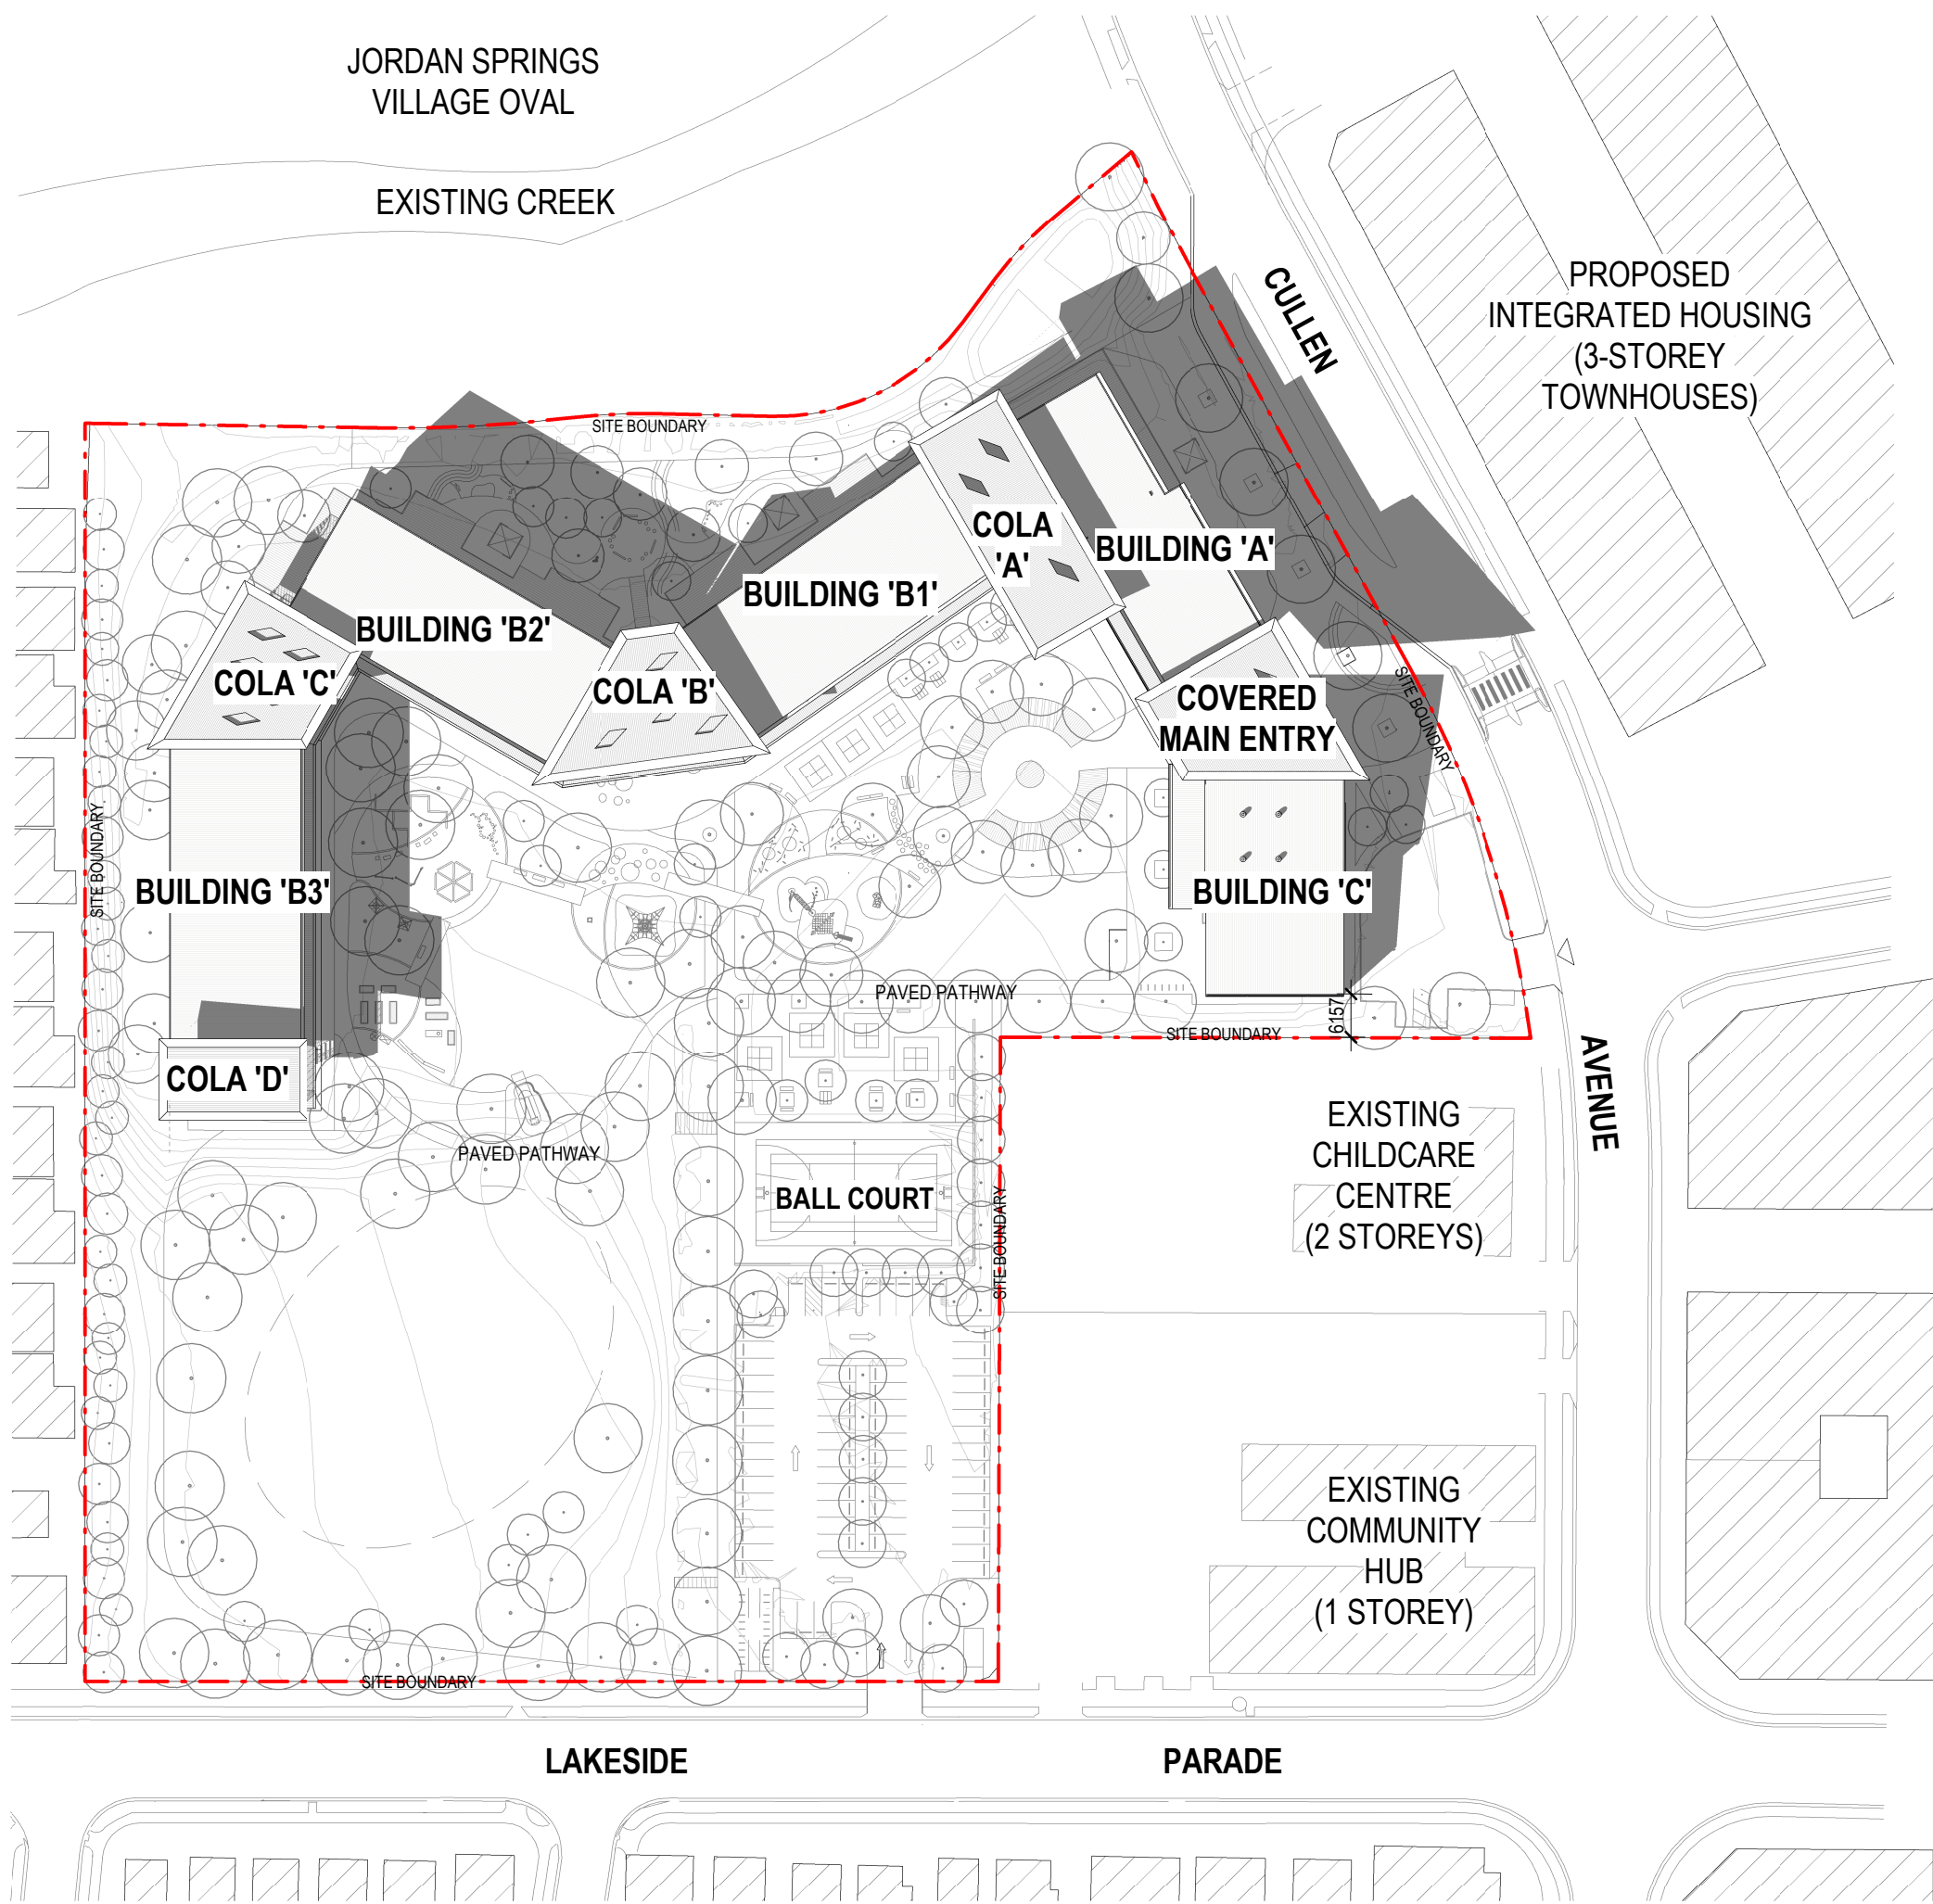 JORDAN SPRINGS
VILLAGE OVAL
EXISTING CREEK
CULLEN
PROPOSED
INTEGRATED HOUSING
(3-STOREY
TOWNHOUSES)
SITE BOUNDARY
COLA
'A'
BUILDING 'A'
BUILDING 'B1'
BUILDING 'B2'
COLA 'C'
COLA 'B'
COVERED
MAIN ENTRY
SITE BOUNDARY
SITE BOUNDARY
BUILDING 'B3'
BUILDING 'C'
PAVED PATHWAY
6157
SITE BOUNDARY
COLA 'D'
AVENUE
EXISTING
CHILDCARE
CENTRE
(2 STOREYS)
PAVED PATHWAY
BALL COURT
SITE BOUNDARY
EXISTING
COMMUNITY
HUB
(1 STOREY)
SITE BOUNDARY
LAKESIDE
PARADE